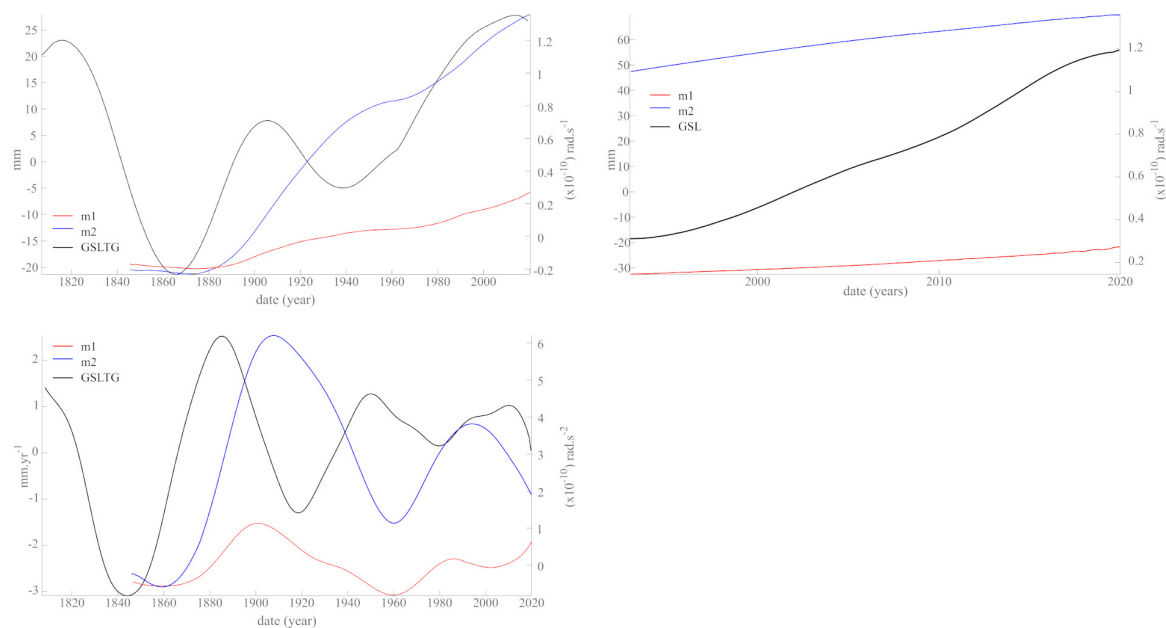 25
20
15
10
5
0
-5
-10
-15
-20
mm
m1
m2
GSLTG
1820 1840 1860 1880 1900 1920 1940 1960 1980 2000
date (year)
1.2
1
0.8
0.6
0.4
0.2
0
-0.2
(x10⁻¹⁰) rad.s⁻¹
60
50
40
30
20
10
0
-10
-20
-30
mm
m1
m2
GSL
2000 2010 2020
date (years)
1.2
1
0.8
0.6
0.4
0.2
(x10⁻¹⁰) rad.s⁻¹
m1
m2
GSLTG
2
1
0
-1
-2
-3
mm.yr⁻¹
1820 1840 1860 1880 1900 1920 1940 1960 1980 2000 2020
date (year)
6
5
4
3
2
1
0
(x10⁻¹⁰) rad.s⁻²